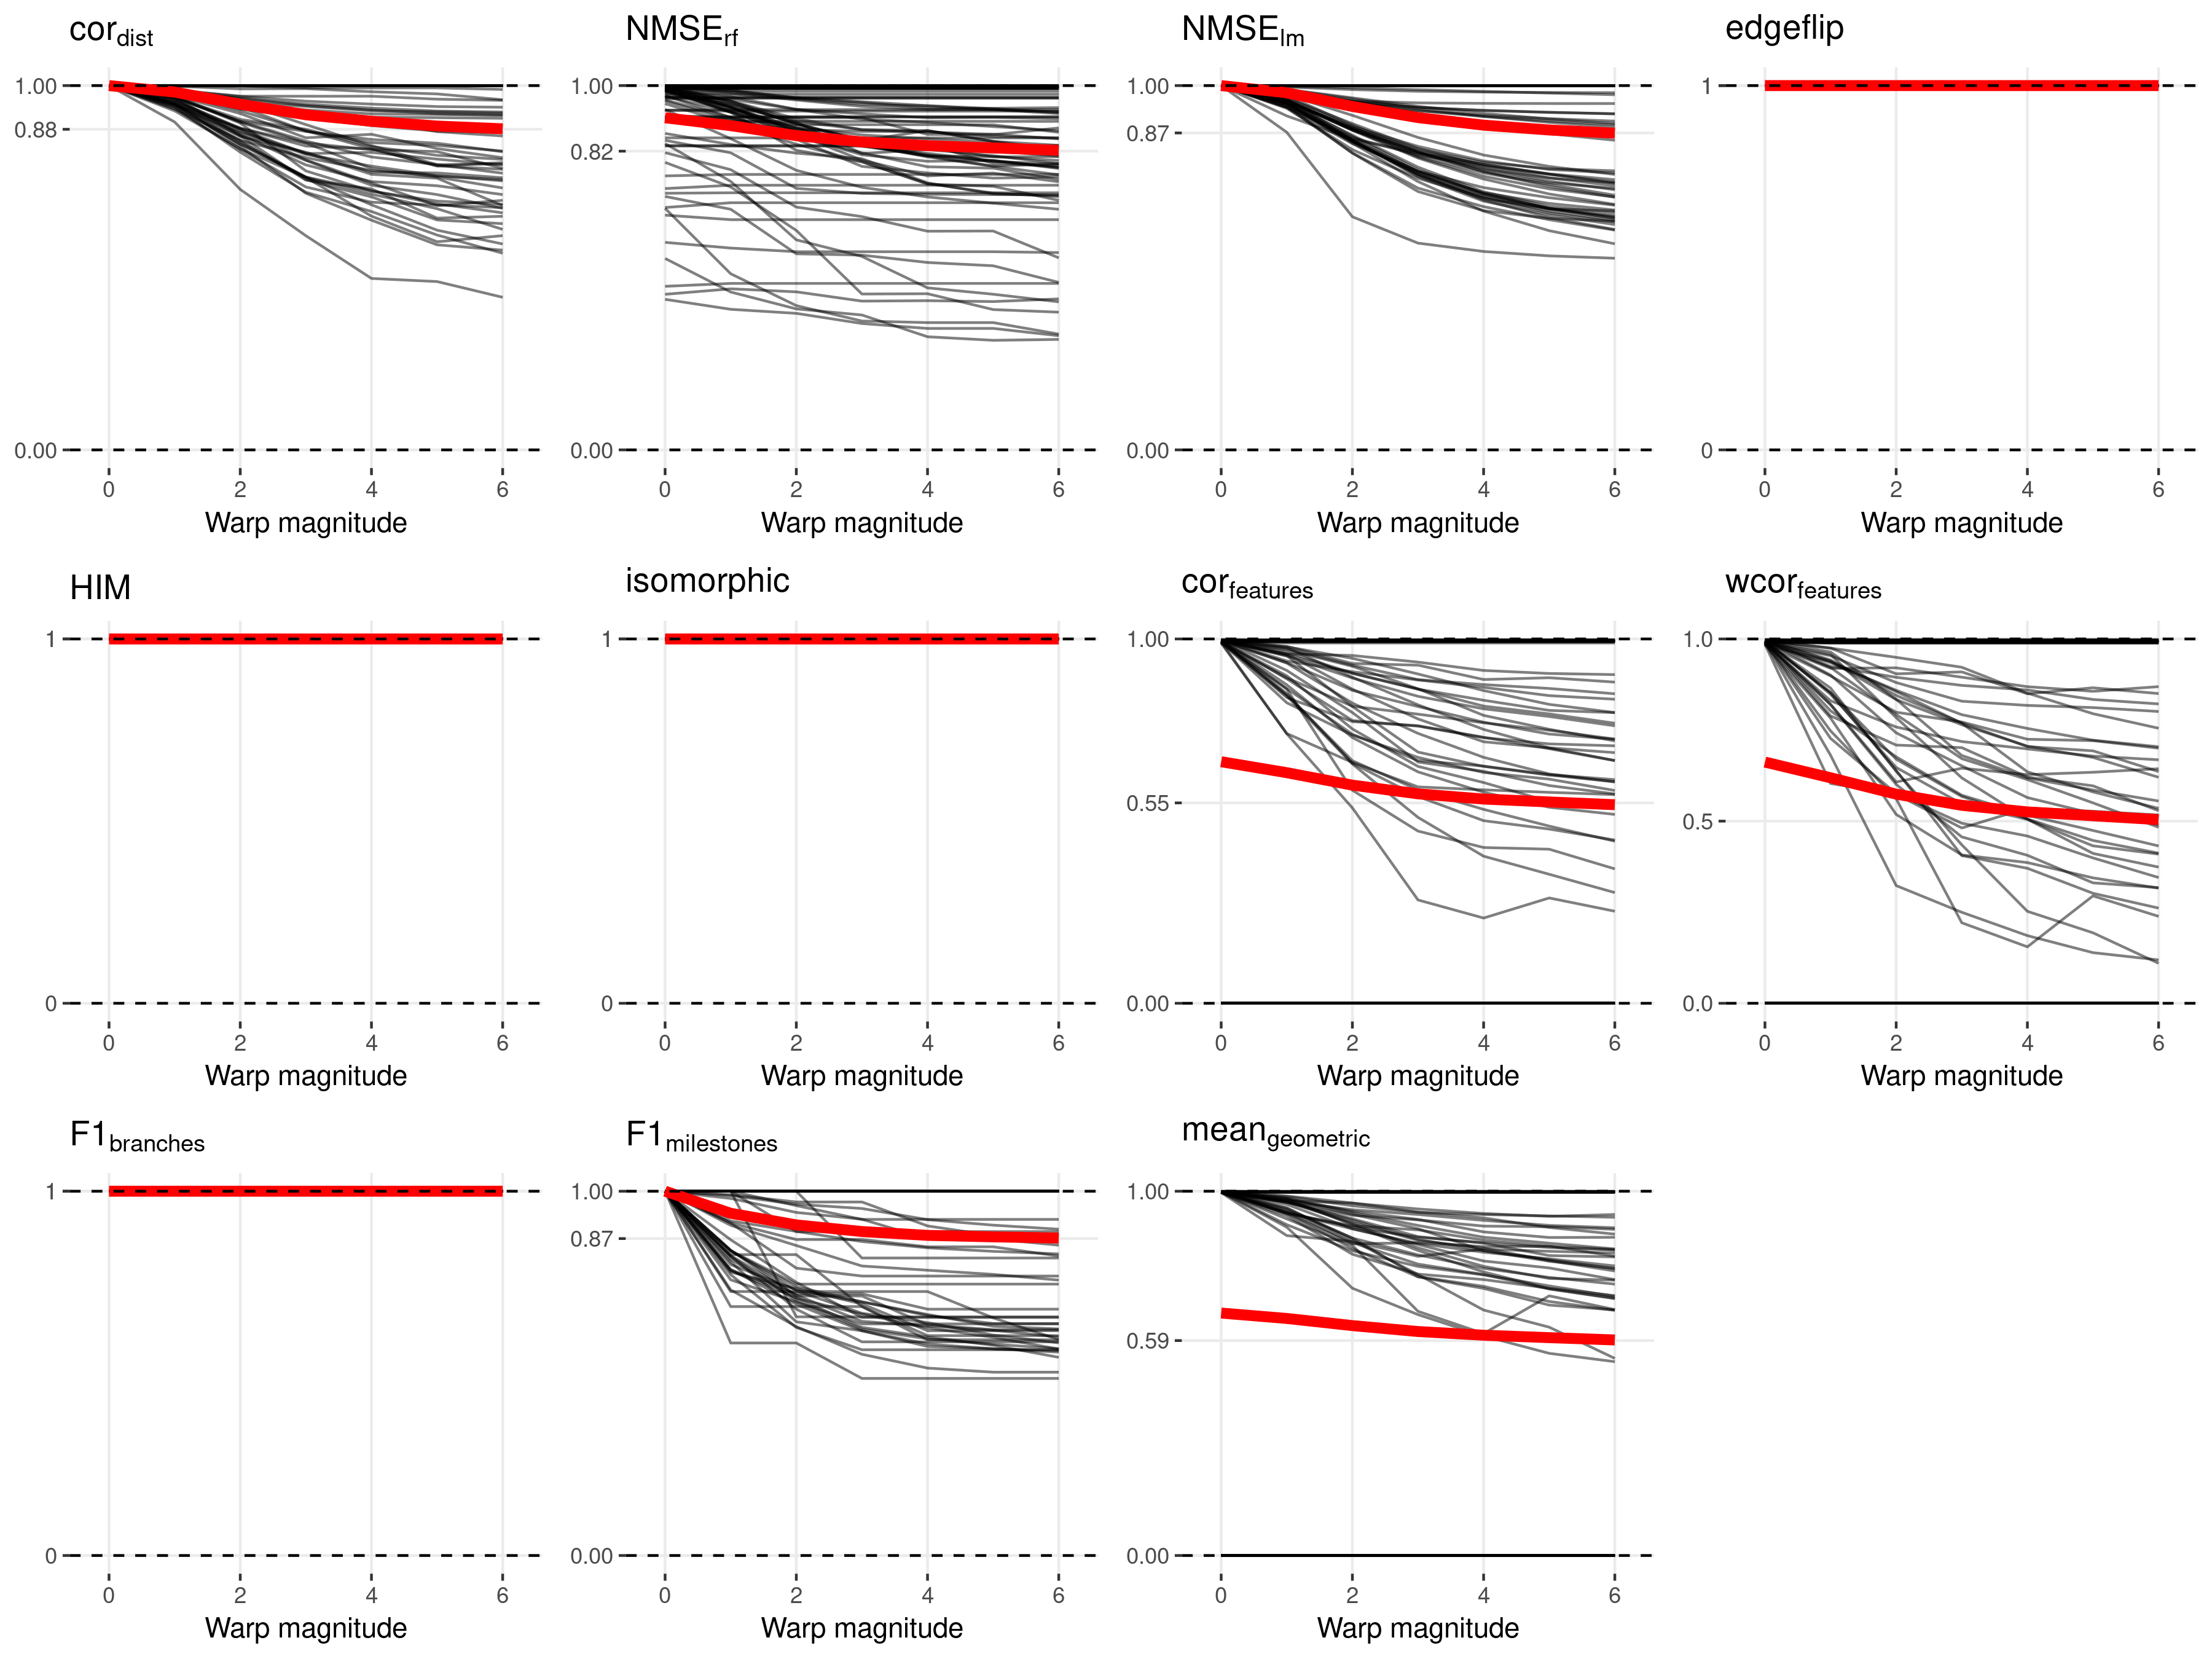 cordist NMSErf NMSElm edgeflip
1.00 1.00 1.00 1
0.88 0.82 0.87
0.00 0.00 0.00 0
0 2 4 6 0 2 4 6 0 2 4 6 0 2 4 6
Warp magnitude Warp magnitude Warp magnitude Warp magnitude
HIM isomorphic corfeatures wcorfeatures
1 1 1.00 1.0
0.55 0.5
0 0 0.00 0.0
0 2 4 6 0 2 4 6 0 2 4 6 0 2 4 6
Warp magnitude Warp magnitude Warp magnitude Warp magnitude
F1branches F1milestones meangeometric
1 1.00 1.00
0.87 0.59
0 0.00 0.00
0 2 4 6 0 2 4 6 0 2 4 6
Warp magnitude Warp magnitude Warp magnitude